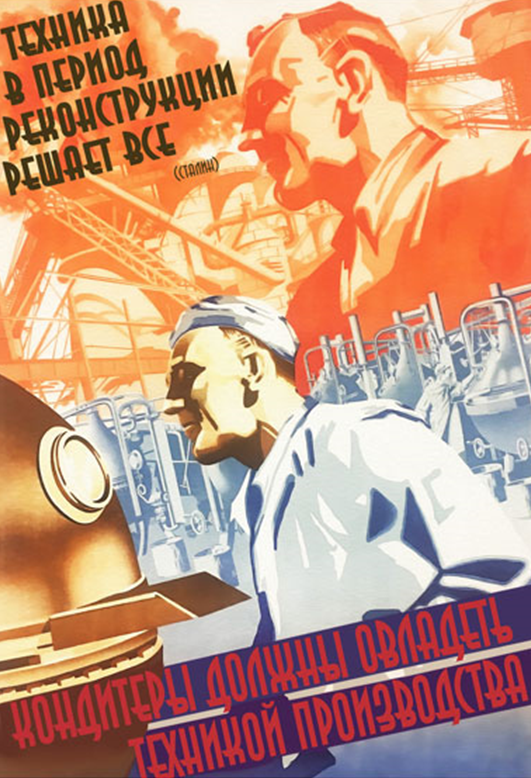 ТЕХНИКА
В ПЕРИОД
РЕКОНСТРУКЦИИ
РЕШАЕТ ВСЕ
(СТАЛИН)
КОНДИТЕРЫ ДОЛЖНЫ ОВЛАДЕТЬ
ТЕХНИКОЙ ПРОИЗВОДСТВА